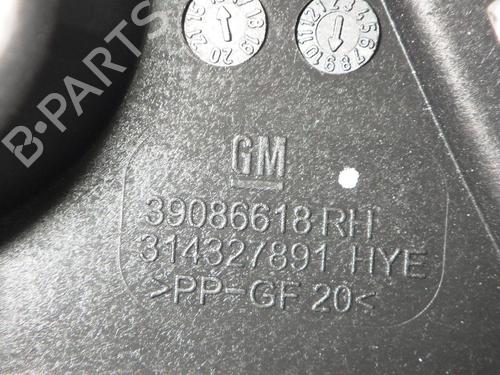 GM
39086618 RH
314327891 HYE
>PP-GF 20<
B-PARTS